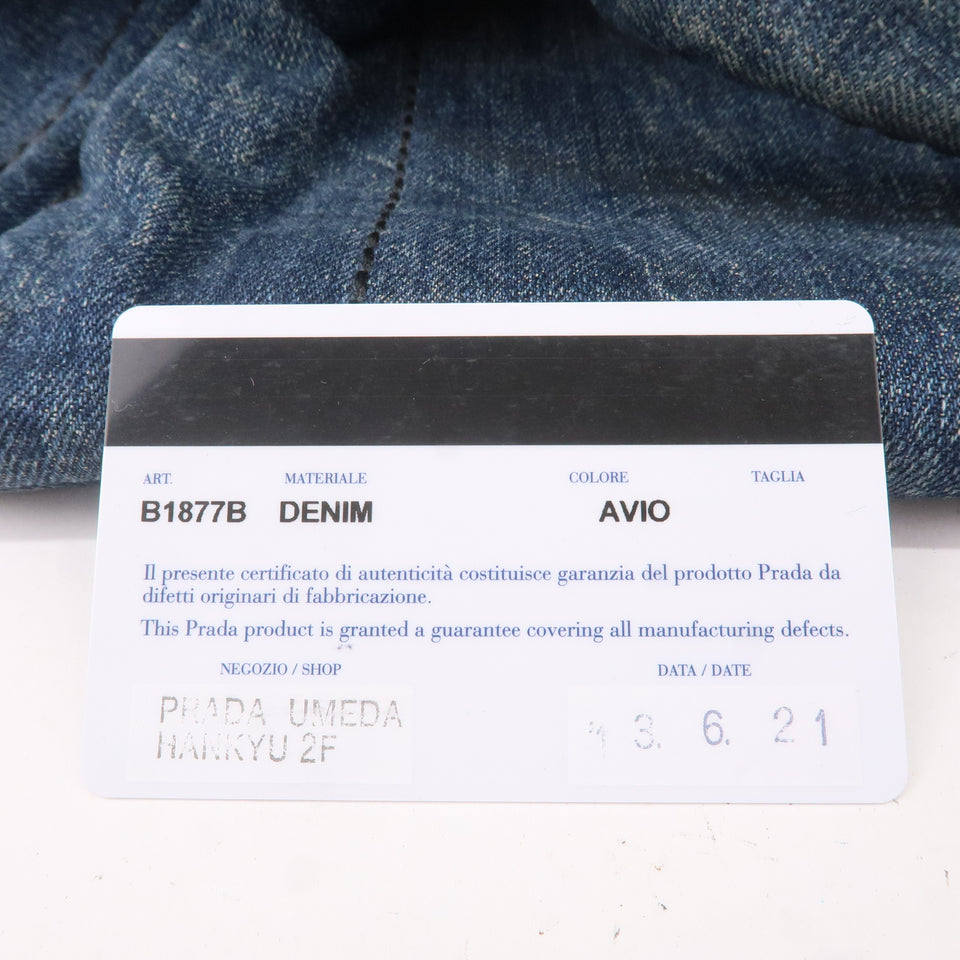 ART. MATERIALE COLORE TAGLIA
B1877B DENIM AVIO
Il presente certificato di autenticità costituisce garanzia del prodotto Prada da
difetti originari di fabbricazione.
This Prada product is granted a guarantee covering all manufacturing defects.
NEGOZIO / SHOP DATA / DATE
PRADA UMEDA
HANKYU 2F
13. 6. 21